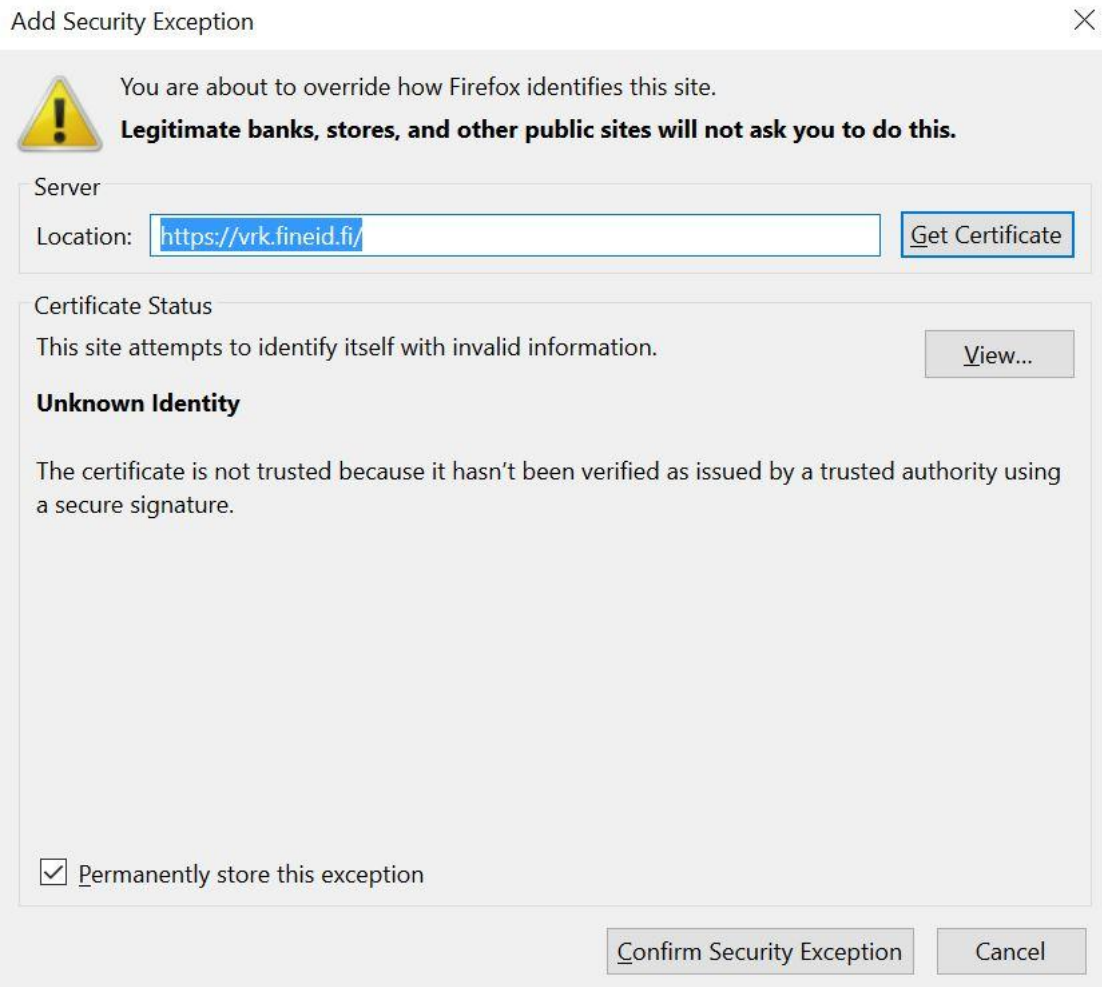 Add Security Exception
You are about to override how Firefox identifies this site.
Legitimate banks, stores, and other public sites will not ask you to do this.
Server
Location: https://vrk.fineid.fi/ Get Certificate
Certificate Status
This site attempts to identify itself with invalid information. View...
Unknown Identity
The certificate is not trusted because it hasn't been verified as issued by a trusted authority using
a secure signature.
Permanently store this exception
Confirm Security Exception Cancel